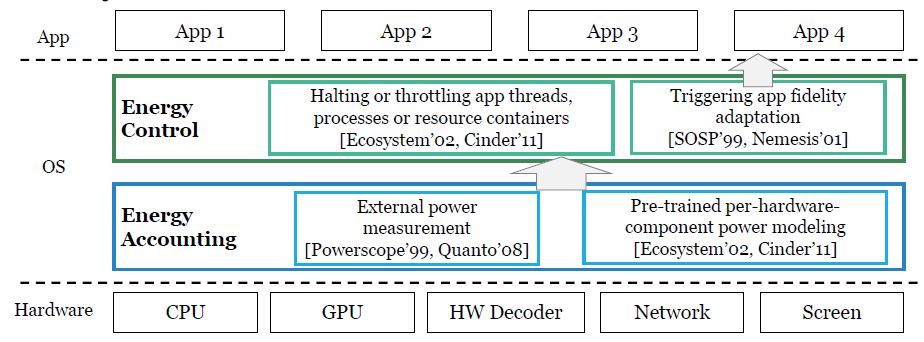 App
App 1
App 2
App 3
App 4
OS
Energy
Control
Halting or throttling app threads,
processes or resource containers
[Ecosystem’02, Cinder’11]
Triggering app fidelity
adaptation
[SOSP’99, Nemesis’01]
Energy
Accounting
External power
measurement
[Powerscope’99, Quanto’08]
Pre-trained per-hardware-
component power modeling
[Ecosystem’02, Cinder’11]
Hardware
CPU
GPU
HW Decoder
Network
Screen